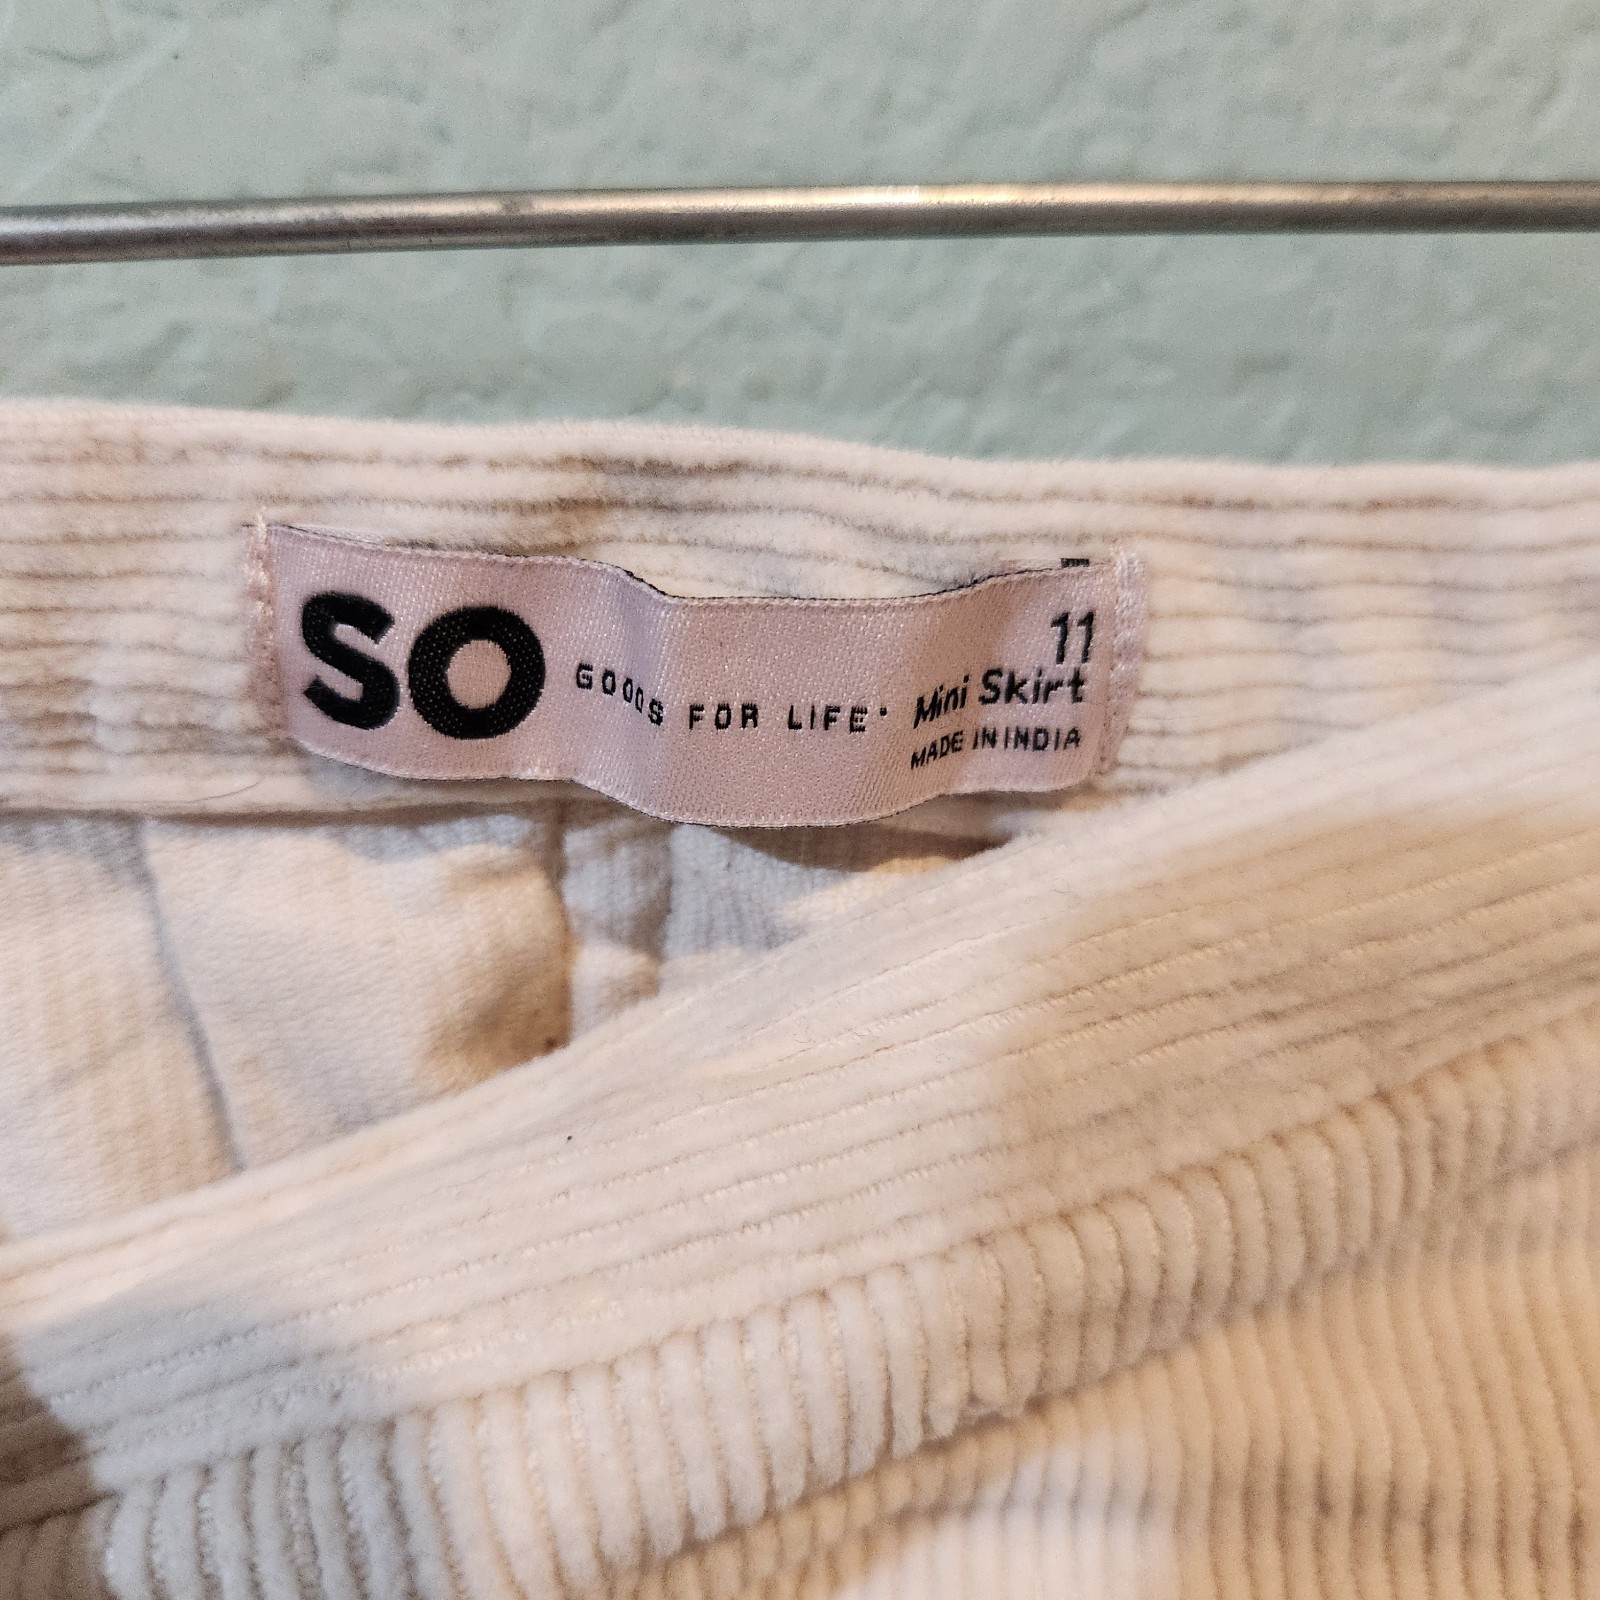 SO GOODS FOR LIFE•
11
Mini Skirt
MADE IN INDIA